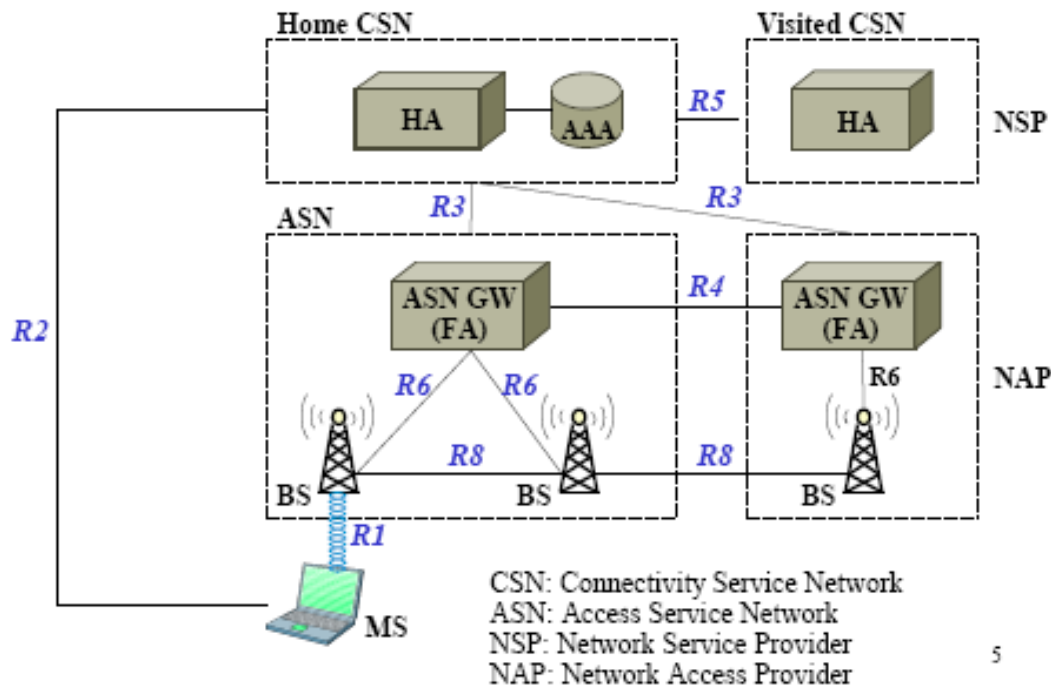 Home CSN
Visited CSN
HA
AAA
R5
HA
NSP
R3
R3
ASN
ASN GW
(FA)
R4
ASN GW
(FA)
R2
R6
R6
R6
NAP
R8
R8
BS
BS
BS
R1
MS
CSN: Connectivity Service Network
ASN: Access Service Network
NSP: Network Service Provider
NAP: Network Access Provider
5